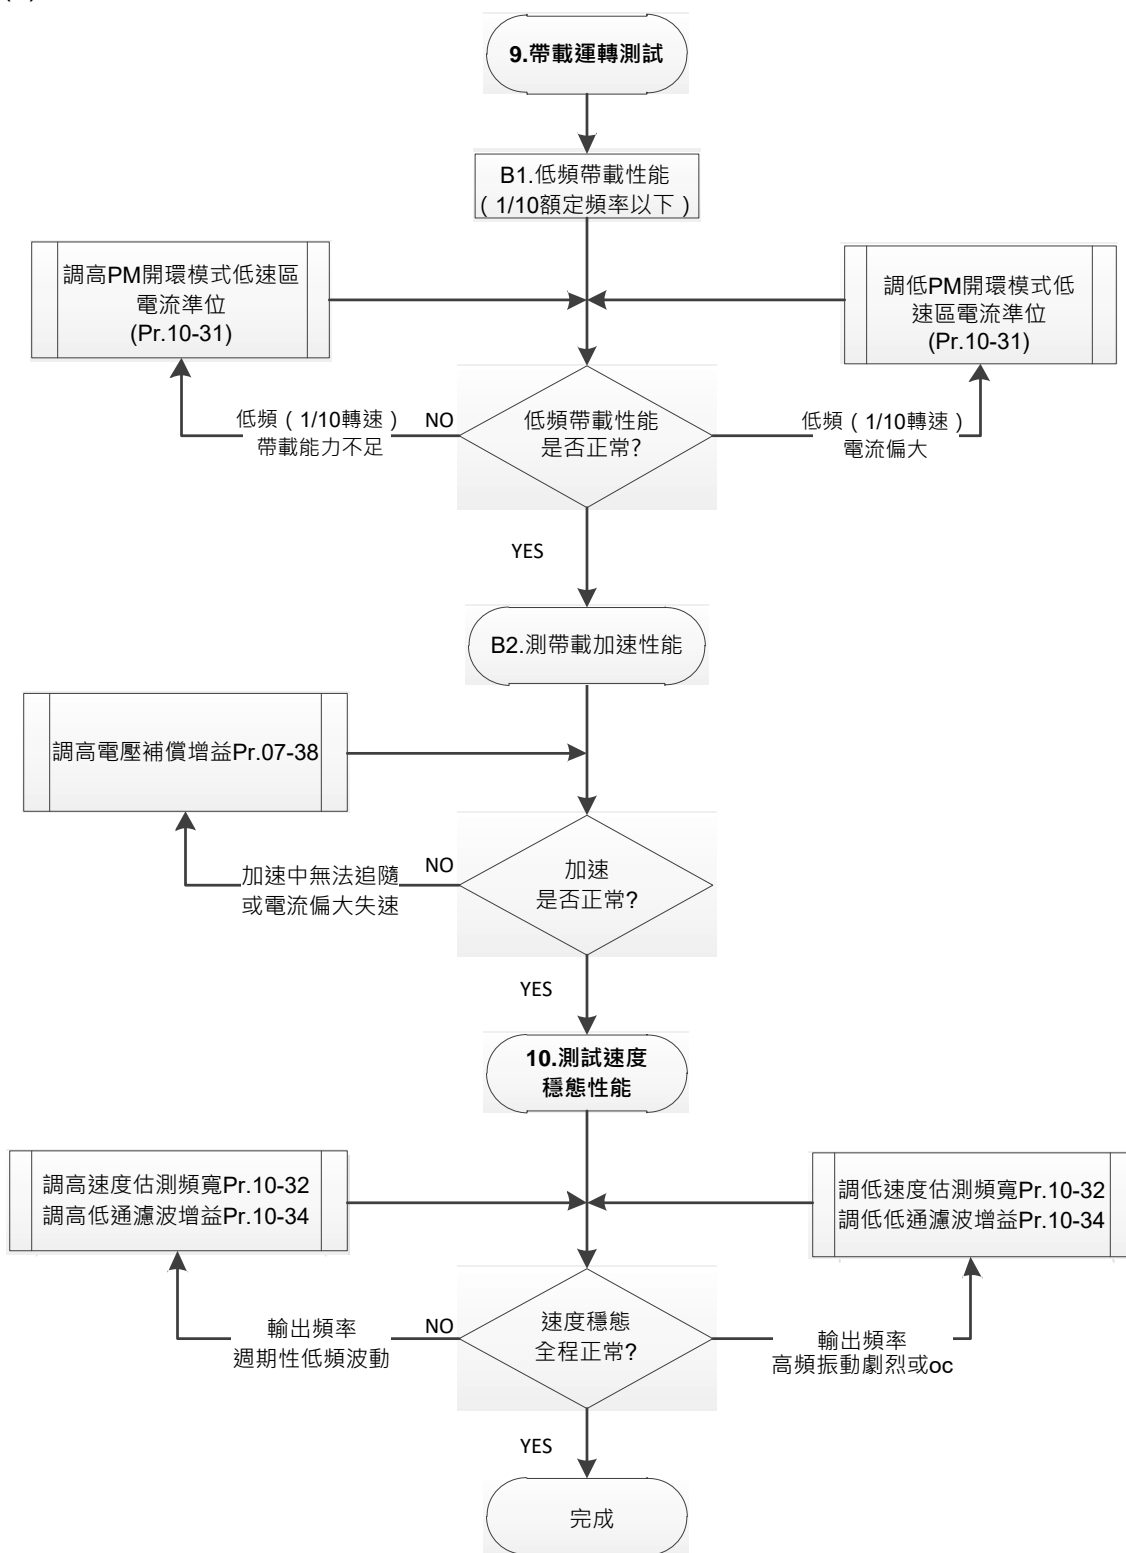 9.帶載運轉測試
B1.低頻帶載性能
（1/10額定頻率以下）
調高PM開環模式低速區
電流準位
(Pr.10-31)
調低PM開環模式低
速區電流準位
(Pr.10-31)
低頻（1/10轉速）
帶載能力不足
NO
低頻帶載性能
是否正常?
低頻（1/10轉速）
電流偏大
YES
B2.測帶載加速性能
調高電壓補償增益Pr.07-38
加速中無法追隨
或電流偏大失速
NO
加速
是否正常?
YES
10.測試速度
穩態性能
調高速度估測頻寬Pr.10-32
調高低通濾波增益Pr.10-34
調低速度估測頻寬Pr.10-32
調低低通濾波增益Pr.10-34
輸出頻率
週期性低頻波動
NO
速度穩態
全程正常?
輸出頻率
高頻振動劇烈或oc
YES
完成